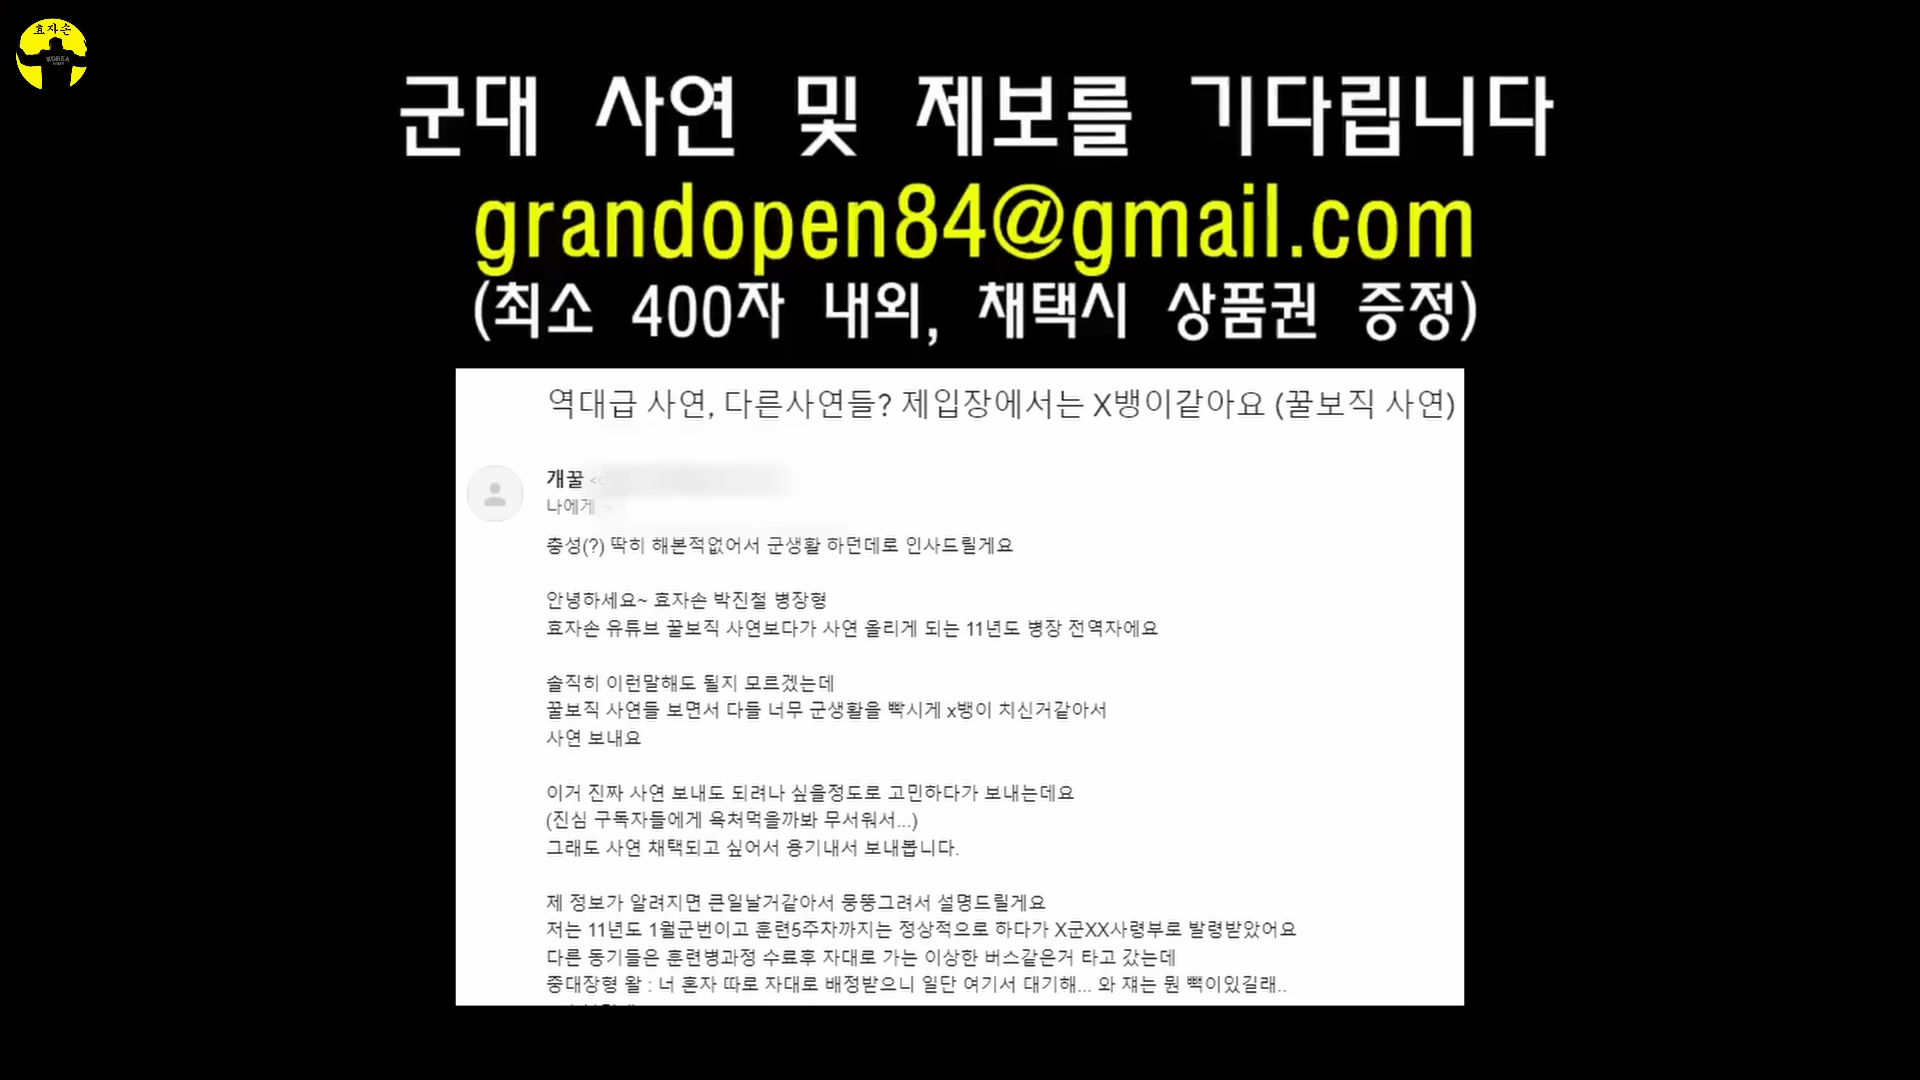 효자손
KOREA
군대 사연 및 제보를 기다립니다
grandopen84@gmail.com
(최소 400자 내외, 채택시 상품권 증정)
역대급 사연, 다른사연들? 제입장에서는 X뱅이같아요 (꿀보직 사연)
개꿀
나에게
충성(?) 딱히 해본적없어서 군생활 하던데로 인사드릴게요
안녕하세요~ 효자손 박진철 병장형
효자손 유튜브 꿀보직 사연보다가 사연 올리게 되는 11년도 병장 전역자에요
솔직히 이런말해도 될지 모르겠는데
꿀보직 사연들 보면서 다들 너무 군생활을 빡시게 x뱅이 치신거같아서
사연 보내요
이거 진짜 사연 보내도 되려나 싶을정도로 고민하다가 보내는데요
(진심 구독자들에게 욕처먹을까봐 무서워서...)
그래도 사연 채택되고 싶어서 용기내서 보내봅니다.
제 정보가 알려지면 큰일날거같아서 뭉뚱그려서 설명드릴게요
저는 11년도 1월군번이고 훈련5주차까지는 정상적으로 하다가 X군XX사령부로 발령받았어요
다른 동기들은 훈련병과정 수료후 자대로 가는 이상한 버스같은거 타고 갔는데
중대장형 왈 : 너 혼자 따로 자대로 배정받으니 일단 여기서 대기해... 와 쟤는 뭔 빽이있길래..